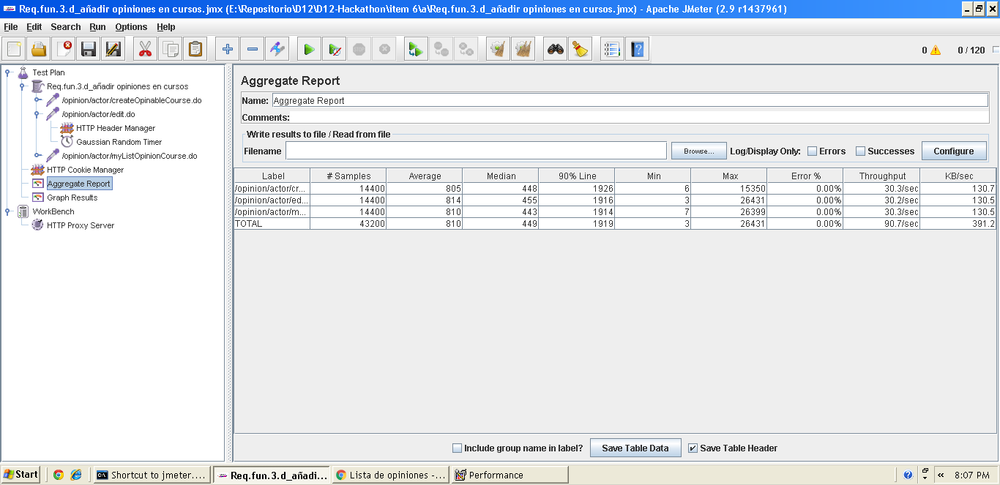 Req.fun.3.d_añadir opiniones en cursos.jmx (E:\Repositorio\D12\D12-Hackathon\item 6\a\Req.fun.3.d_añadir opiniones en cursos.jmx) - Apache JMeter (2.9 r1437961)
File Edit Search Run Options Help
0 0 / 120
Test Plan
Req.fun.3.d_añadir opiniones en cursos
/opinion/actor/createOpinableCourse.do
/opinion/actor/edit.do
HTTP Header Manager
Gaussian Random Timer
/opinion/actor/myListOpinionCourse.do
HTTP Cookie Manager
Aggregate Report
Graph Results
WorkBench
HTTP Proxy Server
Aggregate Report
Name: Aggregate Report
Comments:
Write results to file / Read from file
Filename Browse... Log/Display Only: Errors Successes Configure
Label # Samples Average Median 90% Line Min Max Error % Throughput KB/sec
/opinion/actor/cr... 14400 805 448 1926 6 15350 0.00% 30.3/sec 130.7
/opinion/actor/ed... 14400 814 455 1916 3 26431 0.00% 30.2/sec 130.5
/opinion/actor/m... 14400 810 443 1914 7 26399 0.00% 30.3/sec 130.5
TOTAL 43200 810 449 1919 3 26431 0.00% 90.7/sec 391.2
Include group name in label? Save Table Data Save Table Header
Start Shortcut to jmeter.... Req.fun.3.d_añadi... Lista de opiniones -... Performance 8:07 PM